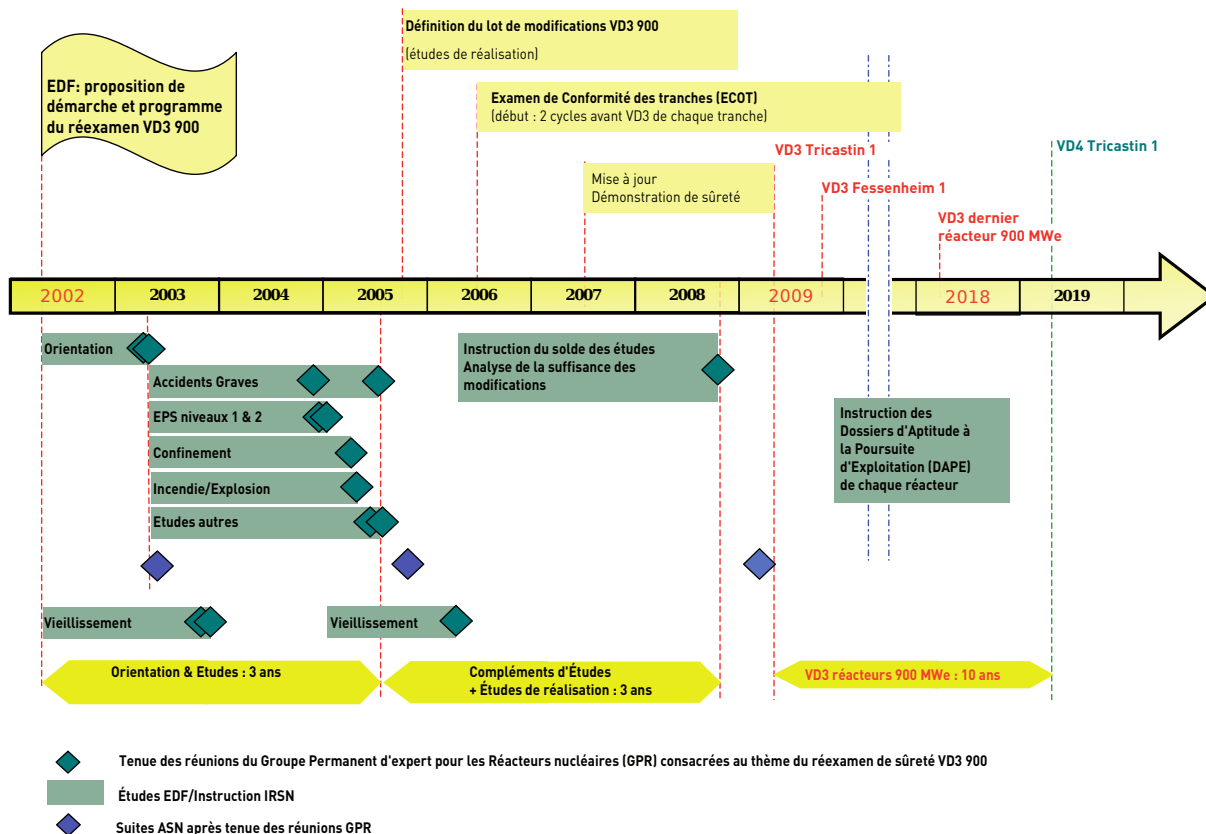 Définition du lot de modifications VD3 900
(études de réalisation)
EDF: proposition de
démarche et programme
du réexamen VD3 900
Examen de Conformité des tranches (ECOT)
(début : 2 cycles avant VD3 de chaque tranche)
VD3 Tricastin 1
VD4 Tricastin 1
Mise à jour
Démonstration de sûreté
VD3 Fessenheim 1
VD3 dernier
réacteur 900 MWe
2002 2003 2004 2005 2006 2007 2008 2009 2018 2019
Orientation
Accidents Graves
EPS niveaux 1 & 2
Confinement
Incendie/Explosion
Etudes autres
Instruction du solde des études
Analyse de la suffisance des
modifications
Instruction des
Dossiers d'Aptitude à
la Poursuite
d'Exploitation (DAPE)
de chaque réacteur
Vieillissement
Vieillissement
Orientation & Etudes : 3 ans
Compléments d'Études
+ Études de réalisation : 3 ans
VD3 réacteurs 900 MWe : 10 ans
Tenue des réunions du Groupe Permanent d'expert pour les Réacteurs nucléaires (GPR) consacrées au thème du réexamen de sûreté VD3 900
Études EDF/Instruction IRSN
Suites ASN après tenue des réunions GPR